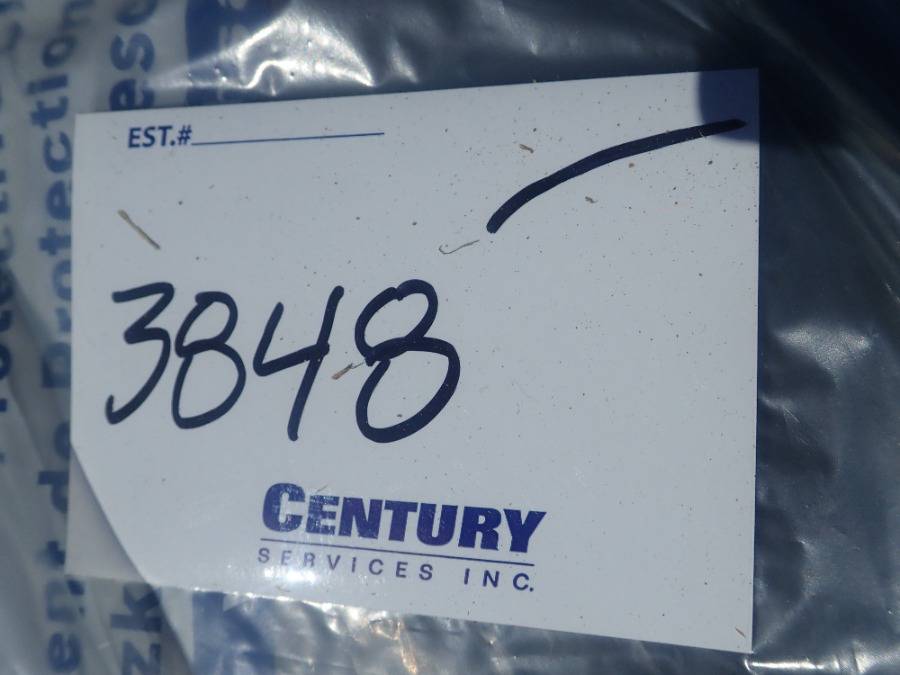 EST.#
3848
CENTURY
SERVICES INC.